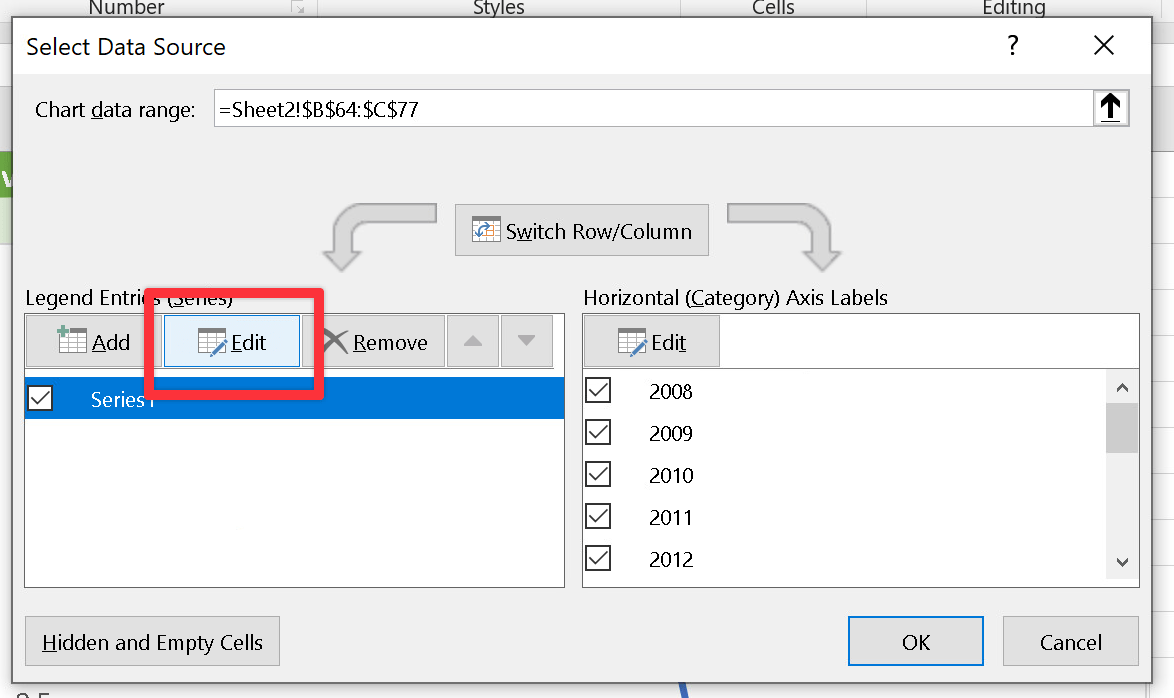 Number Styles Cells Editing
Select Data Source ?
Chart data range: =Sheet2!$B$64:$C$77
Switch Row/Column
Legend Entries (Series) Horizontal (Category) Axis Labels
Add Edit Remove Edit
Series1 2008
2009
2010
2011
2012
Hidden and Empty Cells OK Cancel